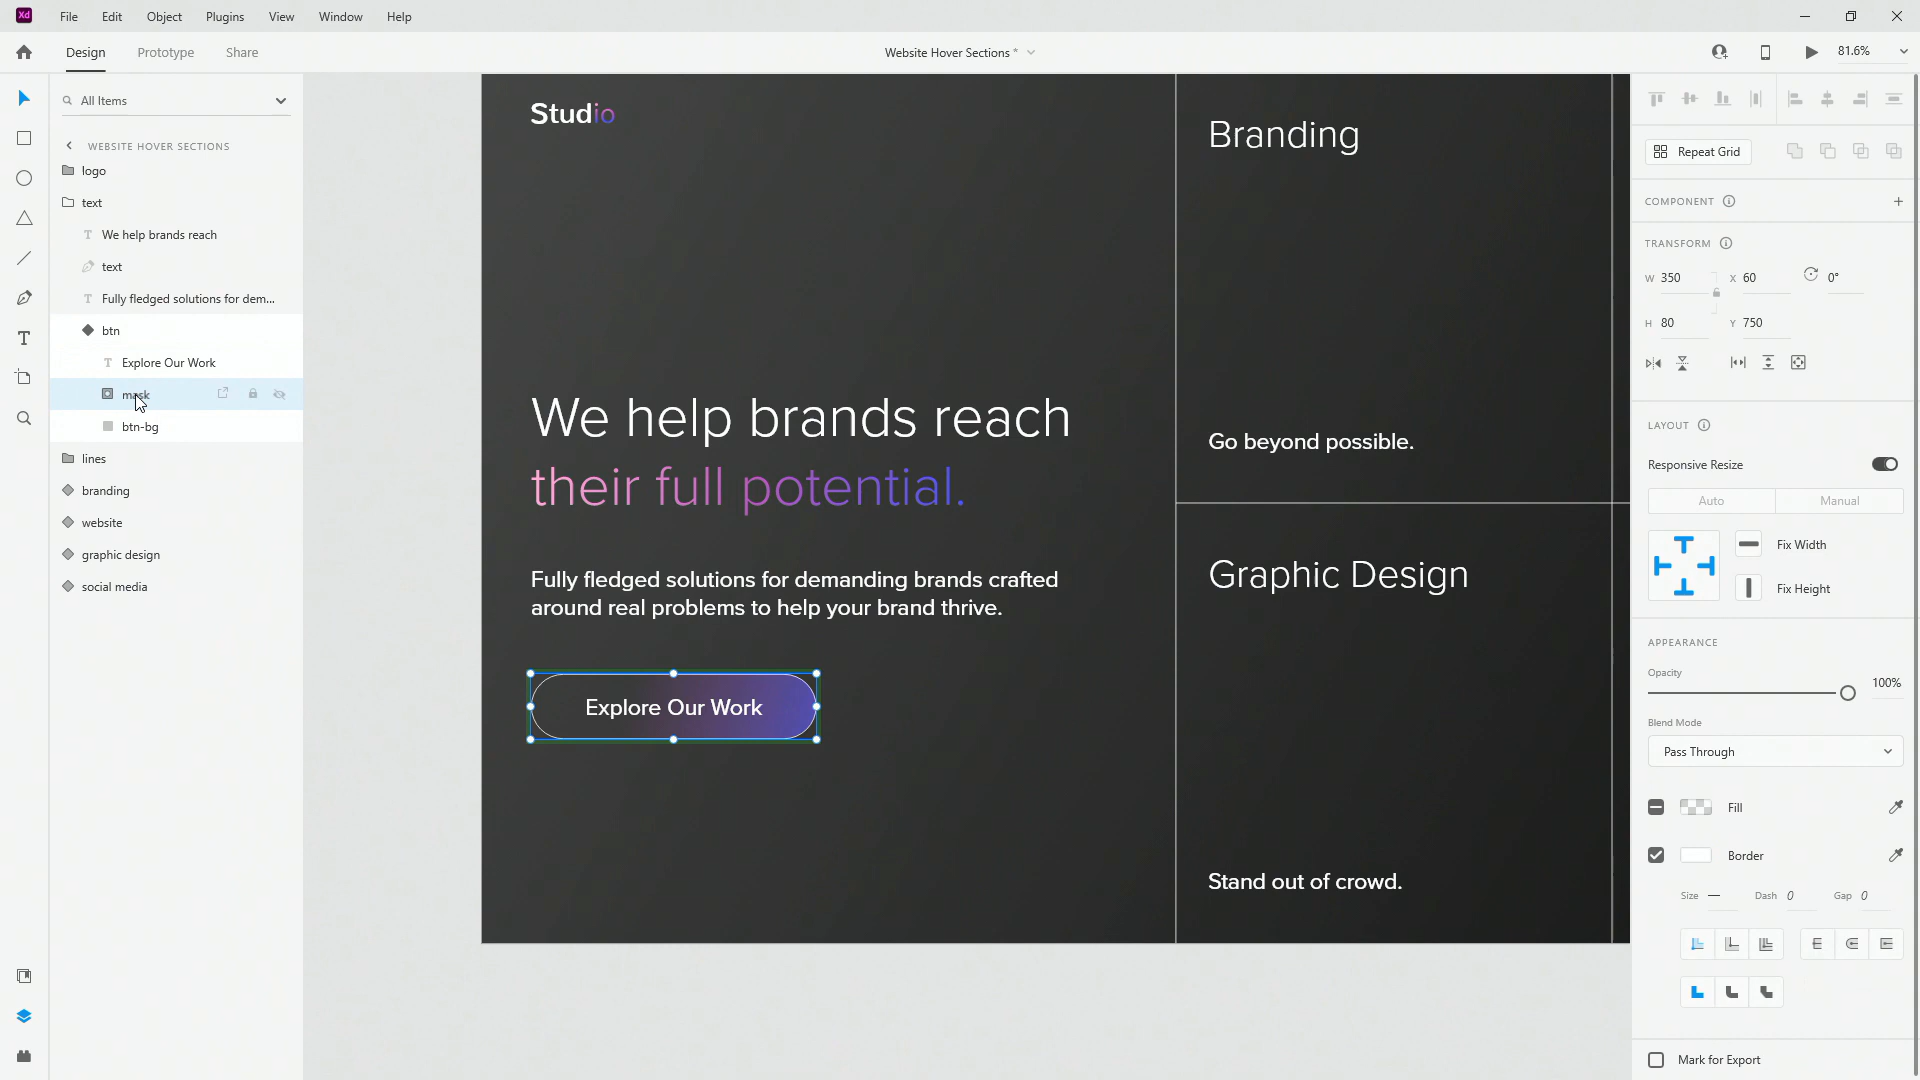 Xd File Edit Object Plugins View Window Help
Design Prototype Share
Website Hover Sections *
81.6%
All Items
WEBSITE HOVER SECTIONS
logo
text
We help brands reach
text
Fully fledged solutions for dem...
btn
Explore Our Work
mask
btn-bg
lines
branding
website
graphic design
social media
Studio
We help brands reach
their full potential.
Fully fledged solutions for demanding brands crafted
around real problems to help your brand thrive.
Explore Our Work
Branding
Go beyond possible.
Graphic Design
Stand out of crowd.
Repeat Grid
COMPONENT
TRANSFORM
W 350 X 60 0°
H 80 Y 750
LAYOUT
Responsive Resize
Auto Manual
Fix Width
Fix Height
APPEARANCE
Opacity
100%
Blend Mode
Pass Through
Fill
Border
Size — Dash 0 Gap 0
Mark for Export